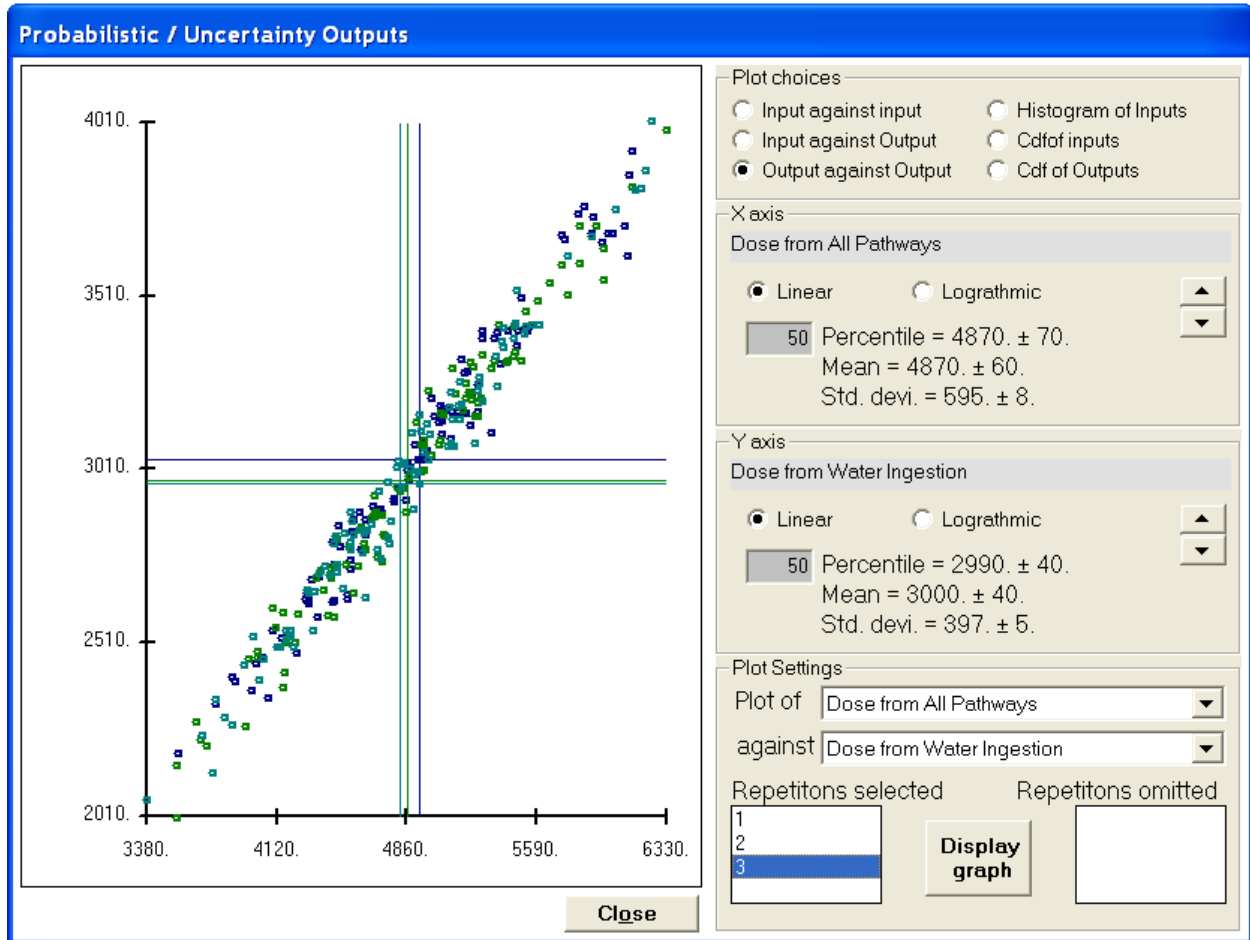 Probabilistic / Uncertainty Outputs
4010.
3510.
3010.
2510.
2010.
3380.
4120.
4860.
5590.
6330.
Close
Plot choices
Input against input
Histogram of Inputs
Input against Output
Cdfof inputs
Output against Output
Cdf of Outputs
X axis
Dose from All Pathways
Linear
Lograthmic
50 Percentile = 4870. ± 70.
Mean = 4870. ± 60.
Std. devi. = 595. ± 8.
Y axis
Dose from Water Ingestion
Linear
Lograthmic
50 Percentile = 2990. ± 40.
Mean = 3000. ± 40.
Std. devi. = 397. ± 5.
Plot Settings
Plot of Dose from All Pathways
against Dose from Water Ingestion
Repetitons selected
Repetitons omitted
1
2
3
Display
graph